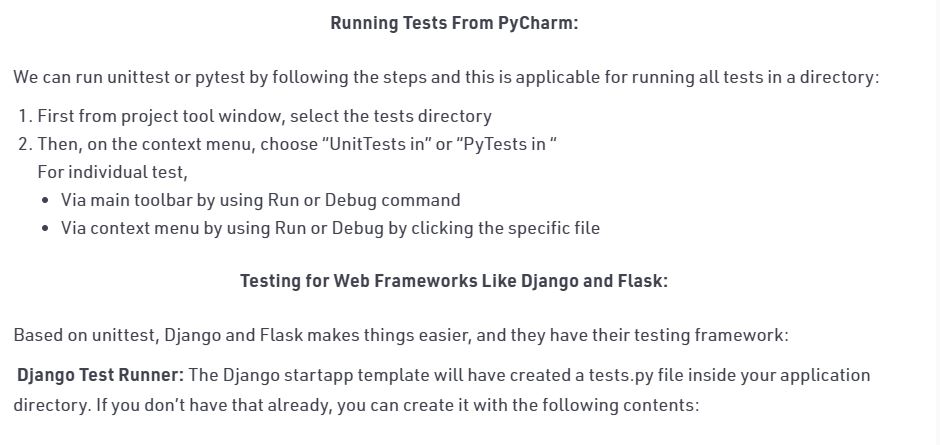 Running Tests From PyCharm:
We can run unittest or pytest by following the steps and this is applicable for running all tests in a directory:
1. First from project tool window, select the tests directory
2. Then, on the context menu, choose “UnitTests in” or “PyTests in “
For individual test,
• Via main toolbar by using Run or Debug command
• Via context menu by using Run or Debug by clicking the specific file
Testing for Web Frameworks Like Django and Flask:
Based on unittest, Django and Flask makes things easier, and they have their testing framework:
Django Test Runner: The Django startapp template will have created a tests.py file inside your application
directory. If you don’t have that already, you can create it with the following contents: